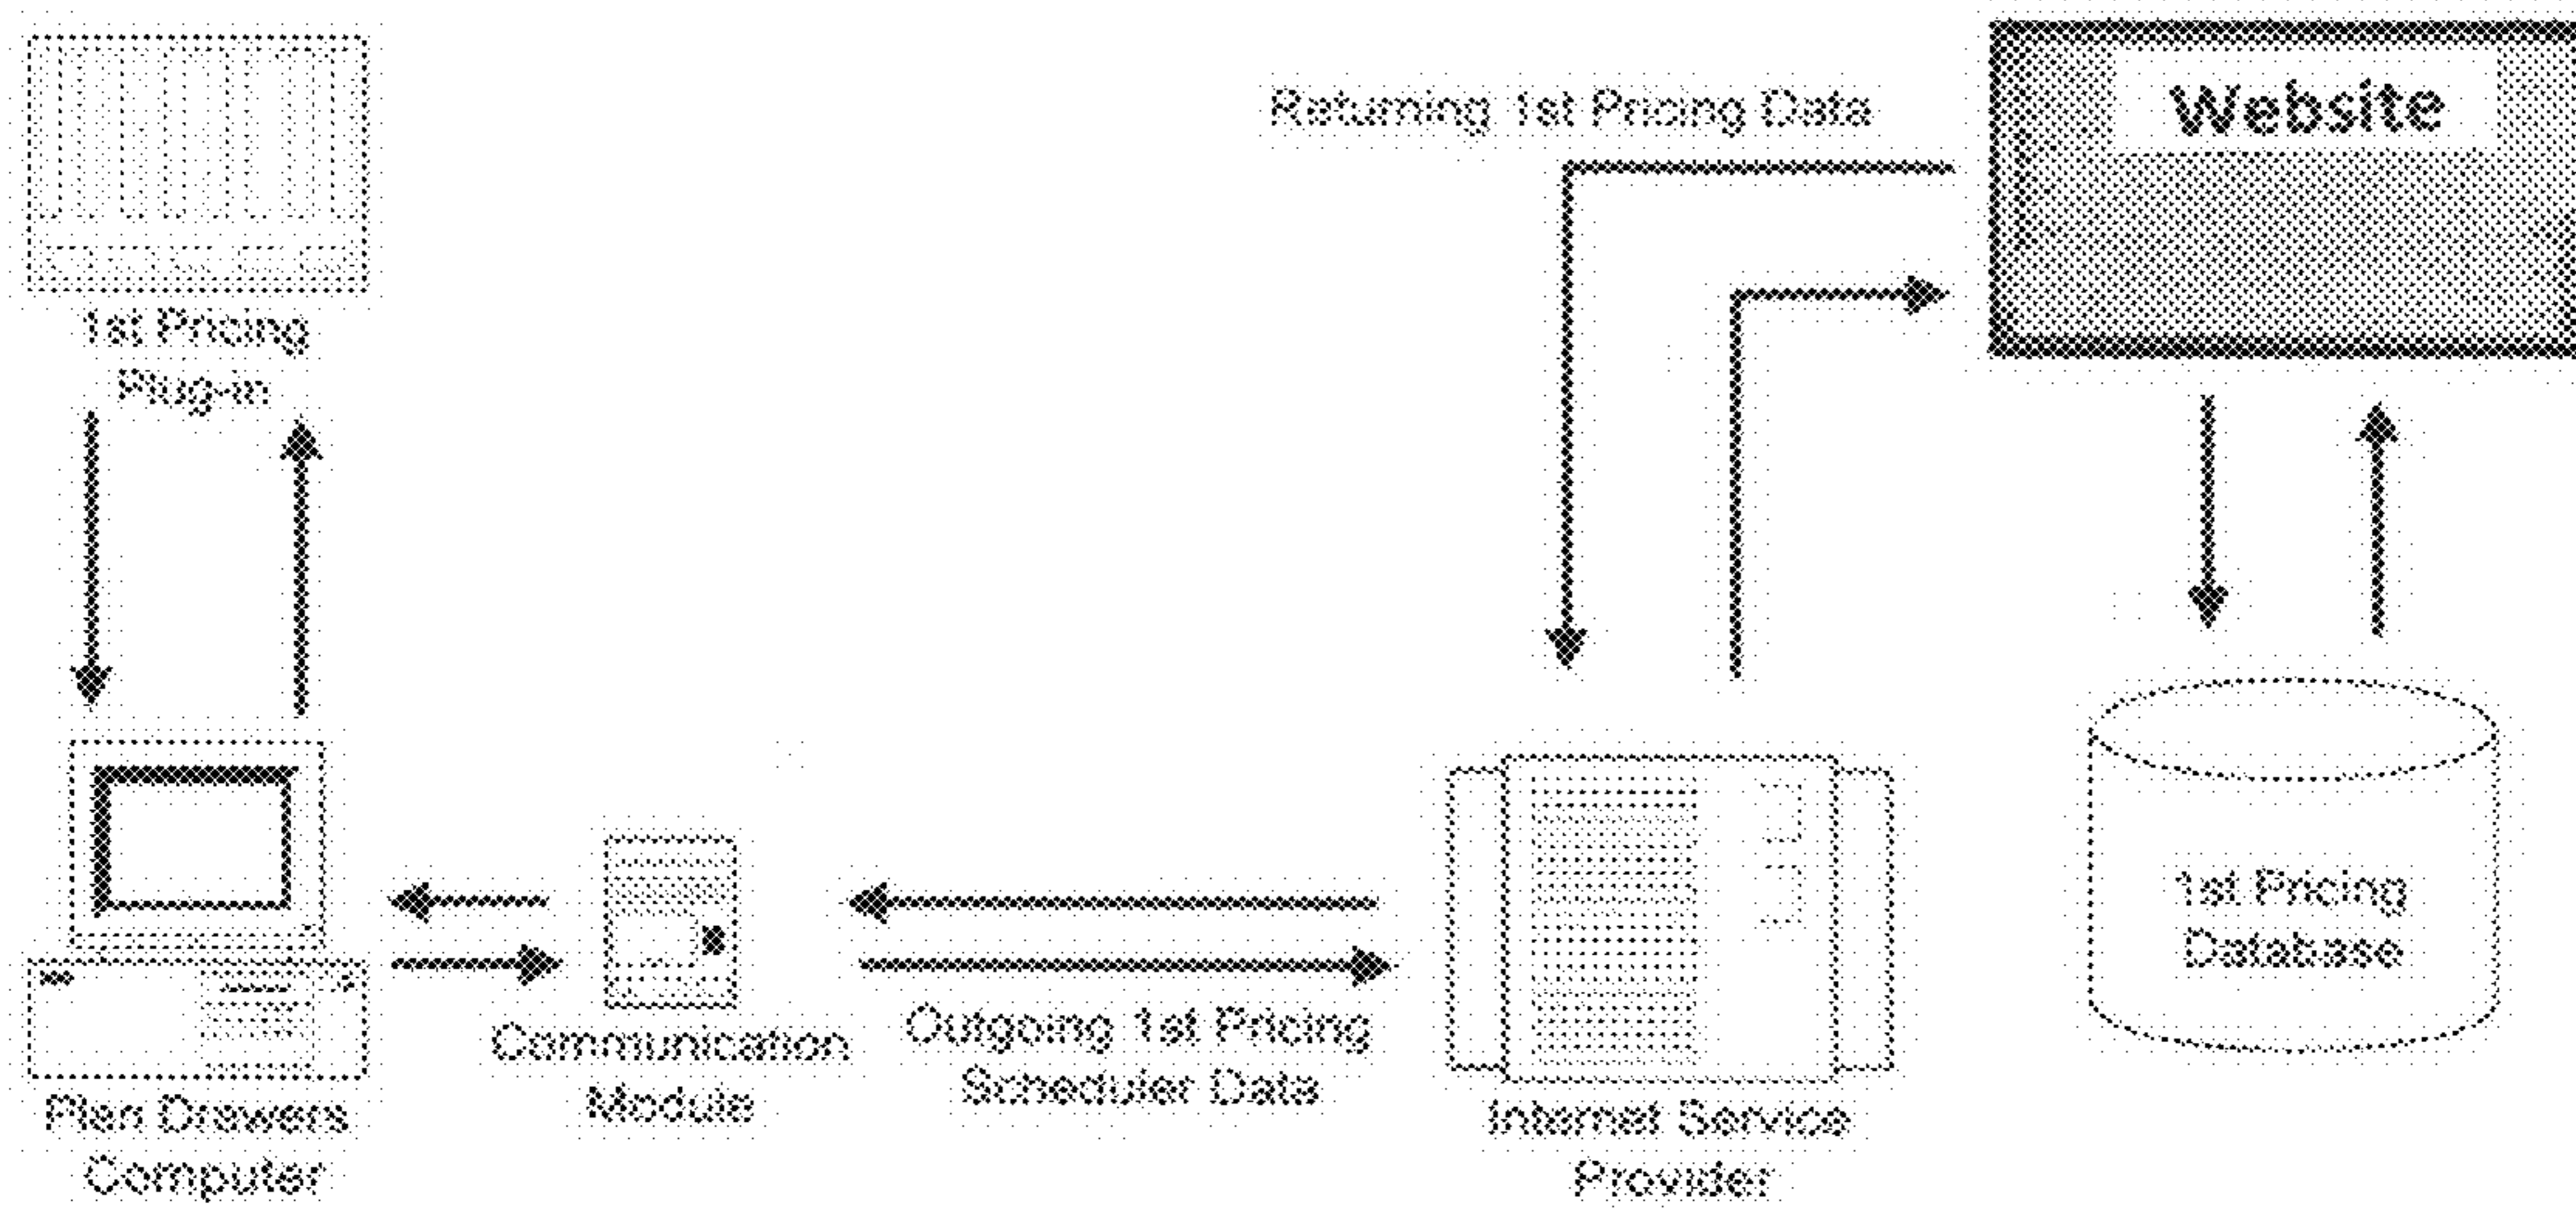 Returning 1st Pricing Data
Website
1st Pricing
Plug-in
1st Pricing
Database
Communication
Module
Outgoing 1st Pricing
Scheduler Data
Plan Drawers
Computer
Internet Service
Provider